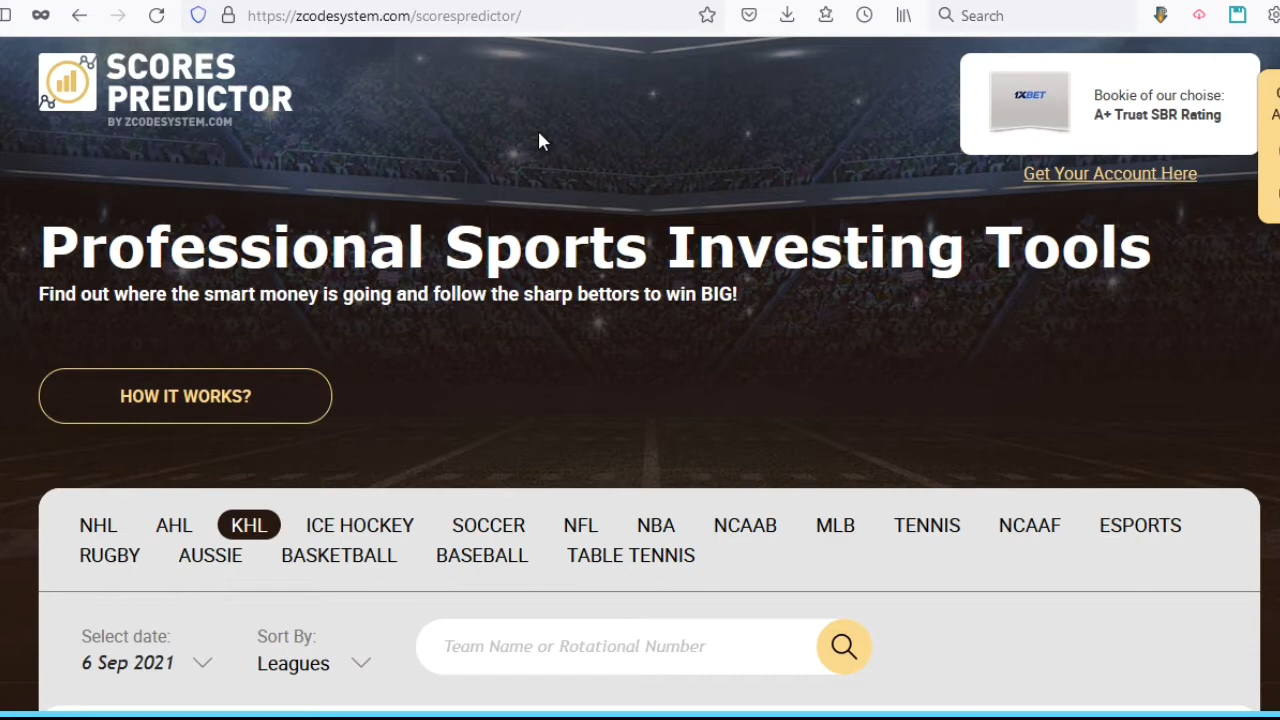 https://zcodesystem.com/scorespredictor/
Search
SCORES
PREDICTOR
BY ZCODESYSTEM.COM
1XBET
Bookie of our choise:
A+ Trust SBR Rating
Get Your Account Here
Professional Sports Investing Tools
Find out where the smart money is going and follow the sharp bettors to win BIG!
HOW IT WORKS?
NHL AHL KHL ICE HOCKEY SOCCER NFL NBA NCAAB MLB TENNIS NCAAF ESPORTS
RUGBY AUSSIE BASKETBALL BASEBALL TABLE TENNIS
Select date:
6 Sep 2021
Sort By:
Leagues
Team Name or Rotational Number